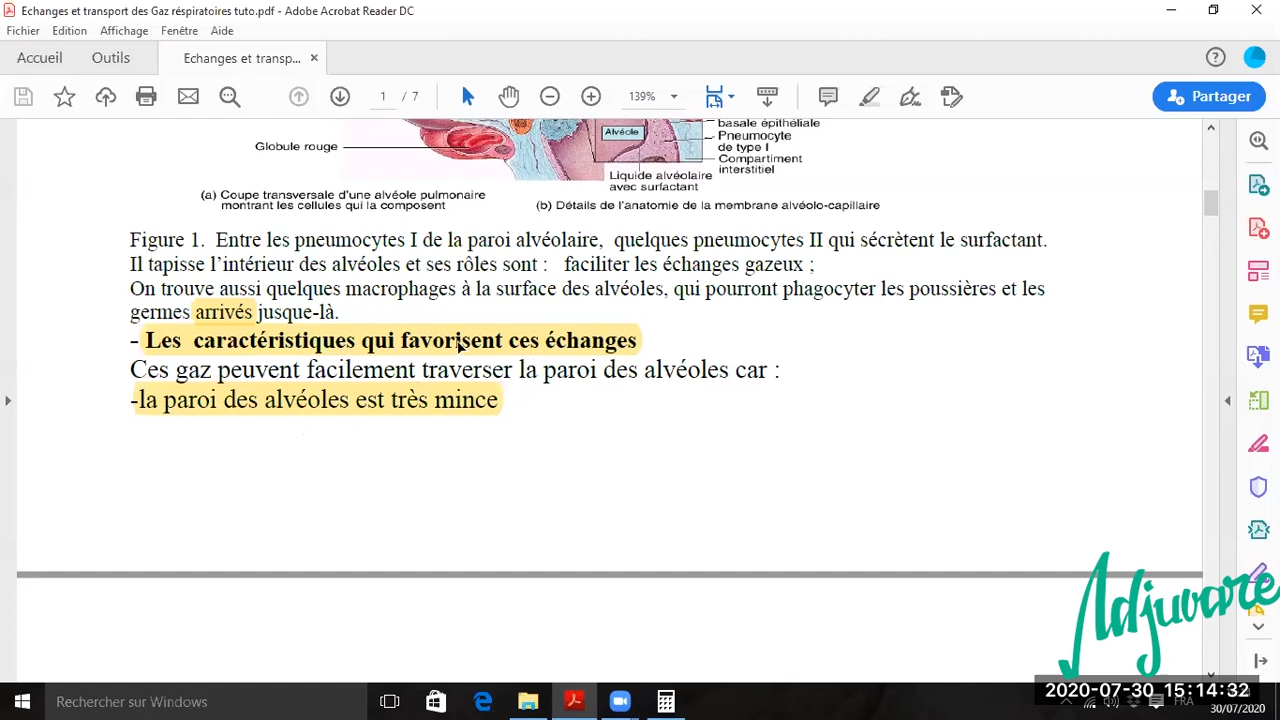 Echanges et transport des Gaz réspiratoires tuto.pdf - Adobe Acrobat Reader DC
Fichier Edition Affichage Fenêtre Aide
Accueil Outils Echanges et transp... ×
1 / 7 139% Partager
basale épithéliale
Alvéole
Pneumocyte
de type I
Globule rouge
Compartiment
interstitiel
Liquide alvéolaire
avec surfactant
(a) Coupe transversale d'une alvéole pulmonaire
montrant les cellules qui la composent
(b) Détails de l'anatomie de la membrane alvéolo-capillaire
Figure 1. Entre les pneumocytes I de la paroi alvéolaire, quelques pneumocytes II qui sécrètent le surfactant.
Il tapisse l'intérieur des alvéoles et ses rôles sont : faciliter les échanges gazeux ;
On trouve aussi quelques macrophages à la surface des alvéoles, qui pourront phagocyter les poussières et les
germes arrivés jusque-là.
- Les caractéristiques qui favorisent ces échanges
Ces gaz peuvent facilement traverser la paroi des alvéoles car :
-la paroi des alvéoles est très mince
Adjuvare
2020-07-30 15:14:32
Rechercher sur Windows
FRA
30/07/2020